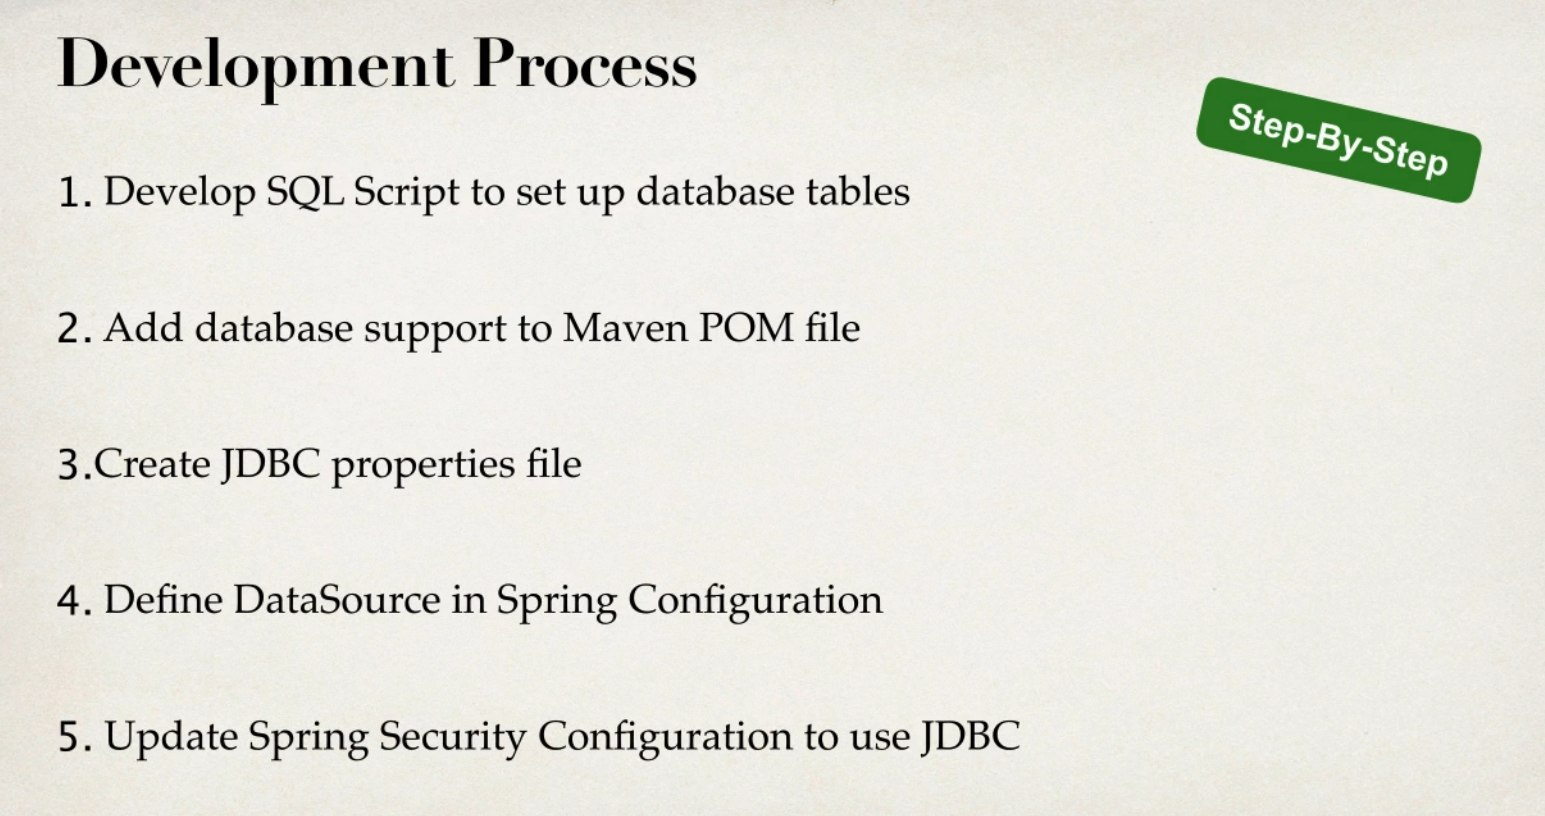 Development Process
Step-By-Step
1. Develop SQL Script to set up database tables
2. Add database support to Maven POM file
3.Create JDBC properties file
4. Define DataSource in Spring Configuration
5. Update Spring Security Configuration to use JDBC